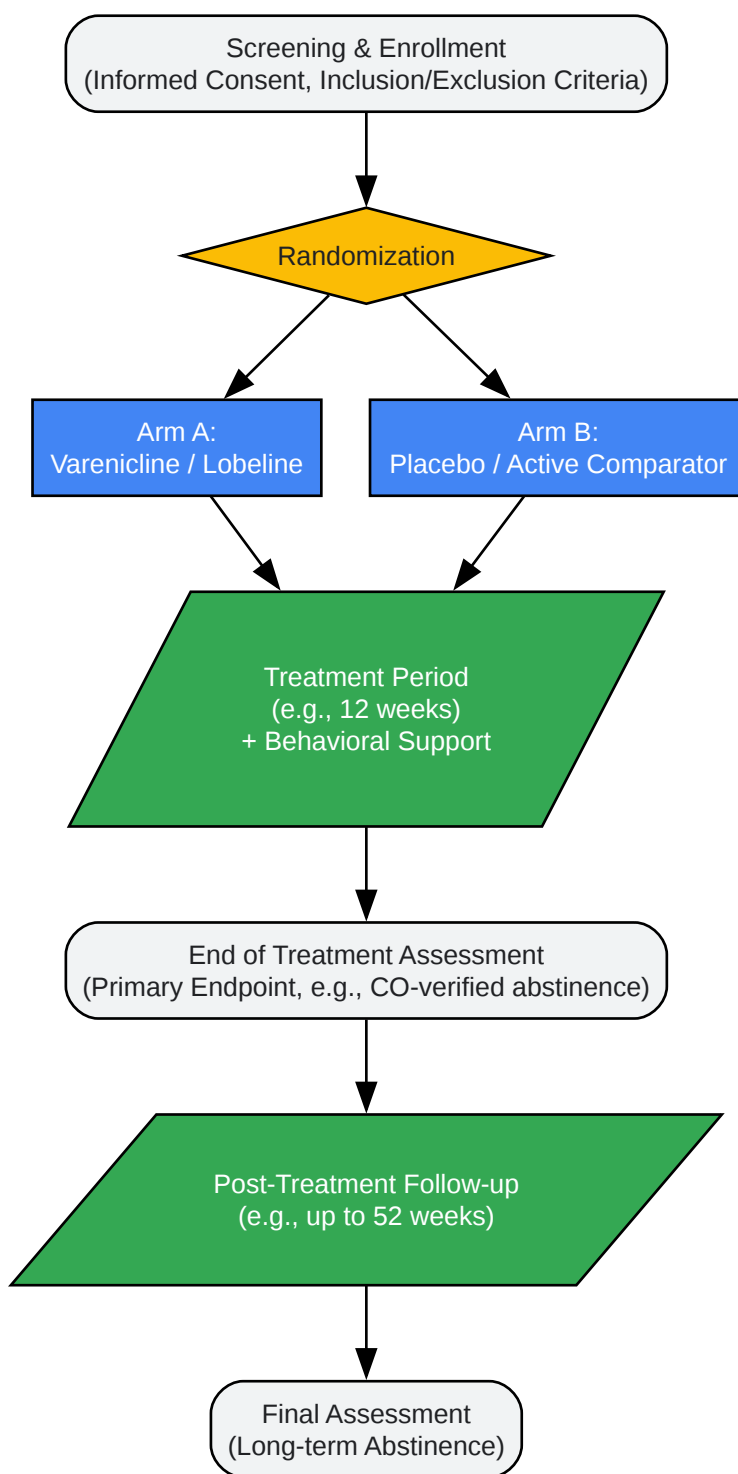 Screening & Enrollment
(Informed Consent, Inclusion/Exclusion Criteria)
Randomization
Arm A:
Varenicline / Lobeline
Arm B:
Placebo / Active Comparator
Treatment Period
(e.g., 12 weeks)
+ Behavioral Support
End of Treatment Assessment
(Primary Endpoint, e.g., CO-verified abstinence)
Post-Treatment Follow-up
(e.g., up to 52 weeks)
Final Assessment
(Long-term Abstinence)